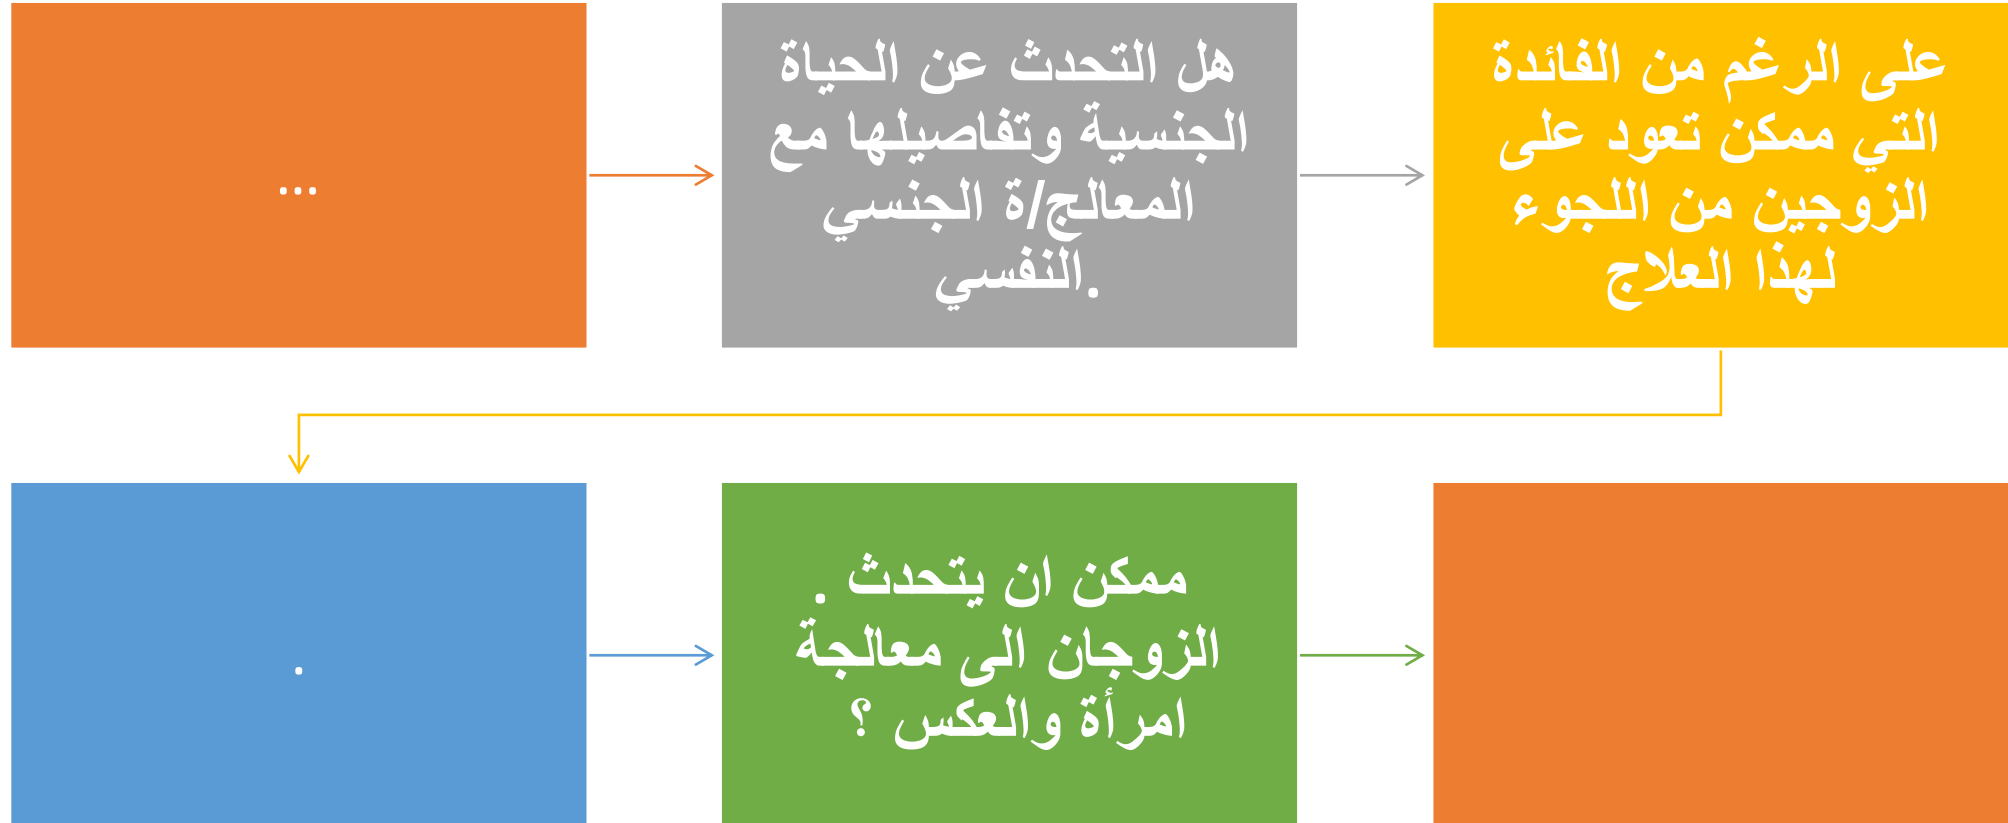 ...
هل التحدث عن الحياة
الجنسية وتفاصيلها مع
المعالج/ة الجنسي
النفسي.
على الرغم من الفائدة
التي ممكن تعود على
الزوجين من اللجوء
لهذا العلاج
.
ممكن ان يتحدث .
الزوجان الى معالجة
امرأة والعكس ؟